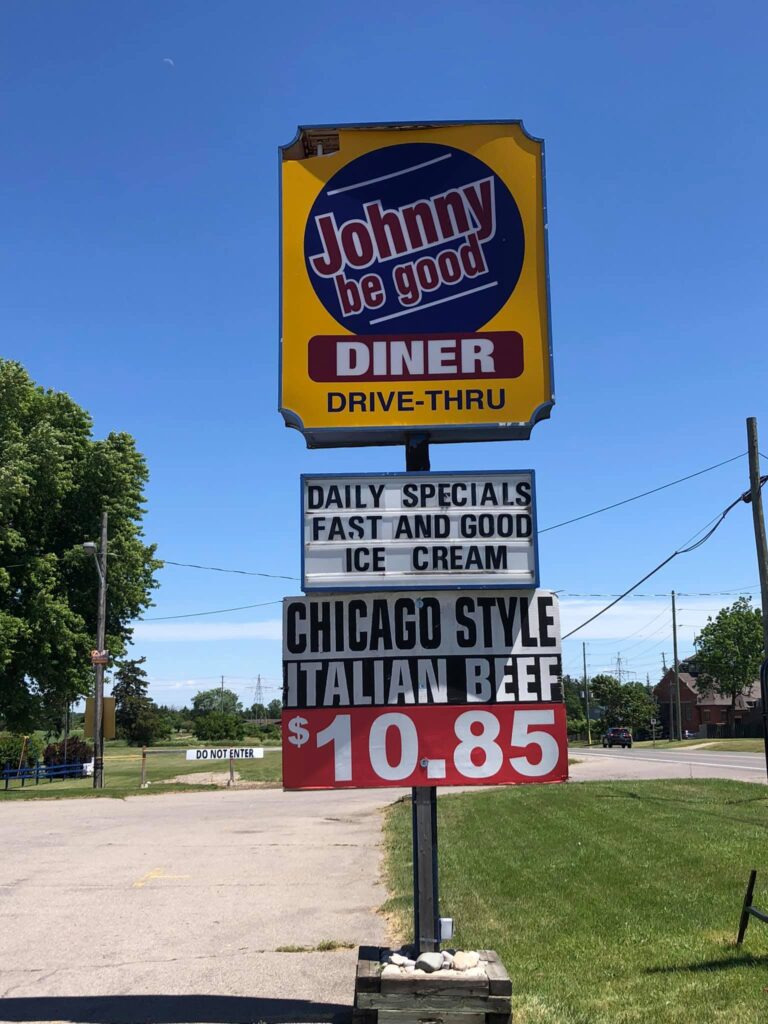 Johnny
be good
DINER
DRIVE-THRU
DAILY SPECIALS
FAST AND GOOD
ICE CREAM
CHICAGO STYLE
ITALIAN BEEF
$10.85
DO NOT ENTER